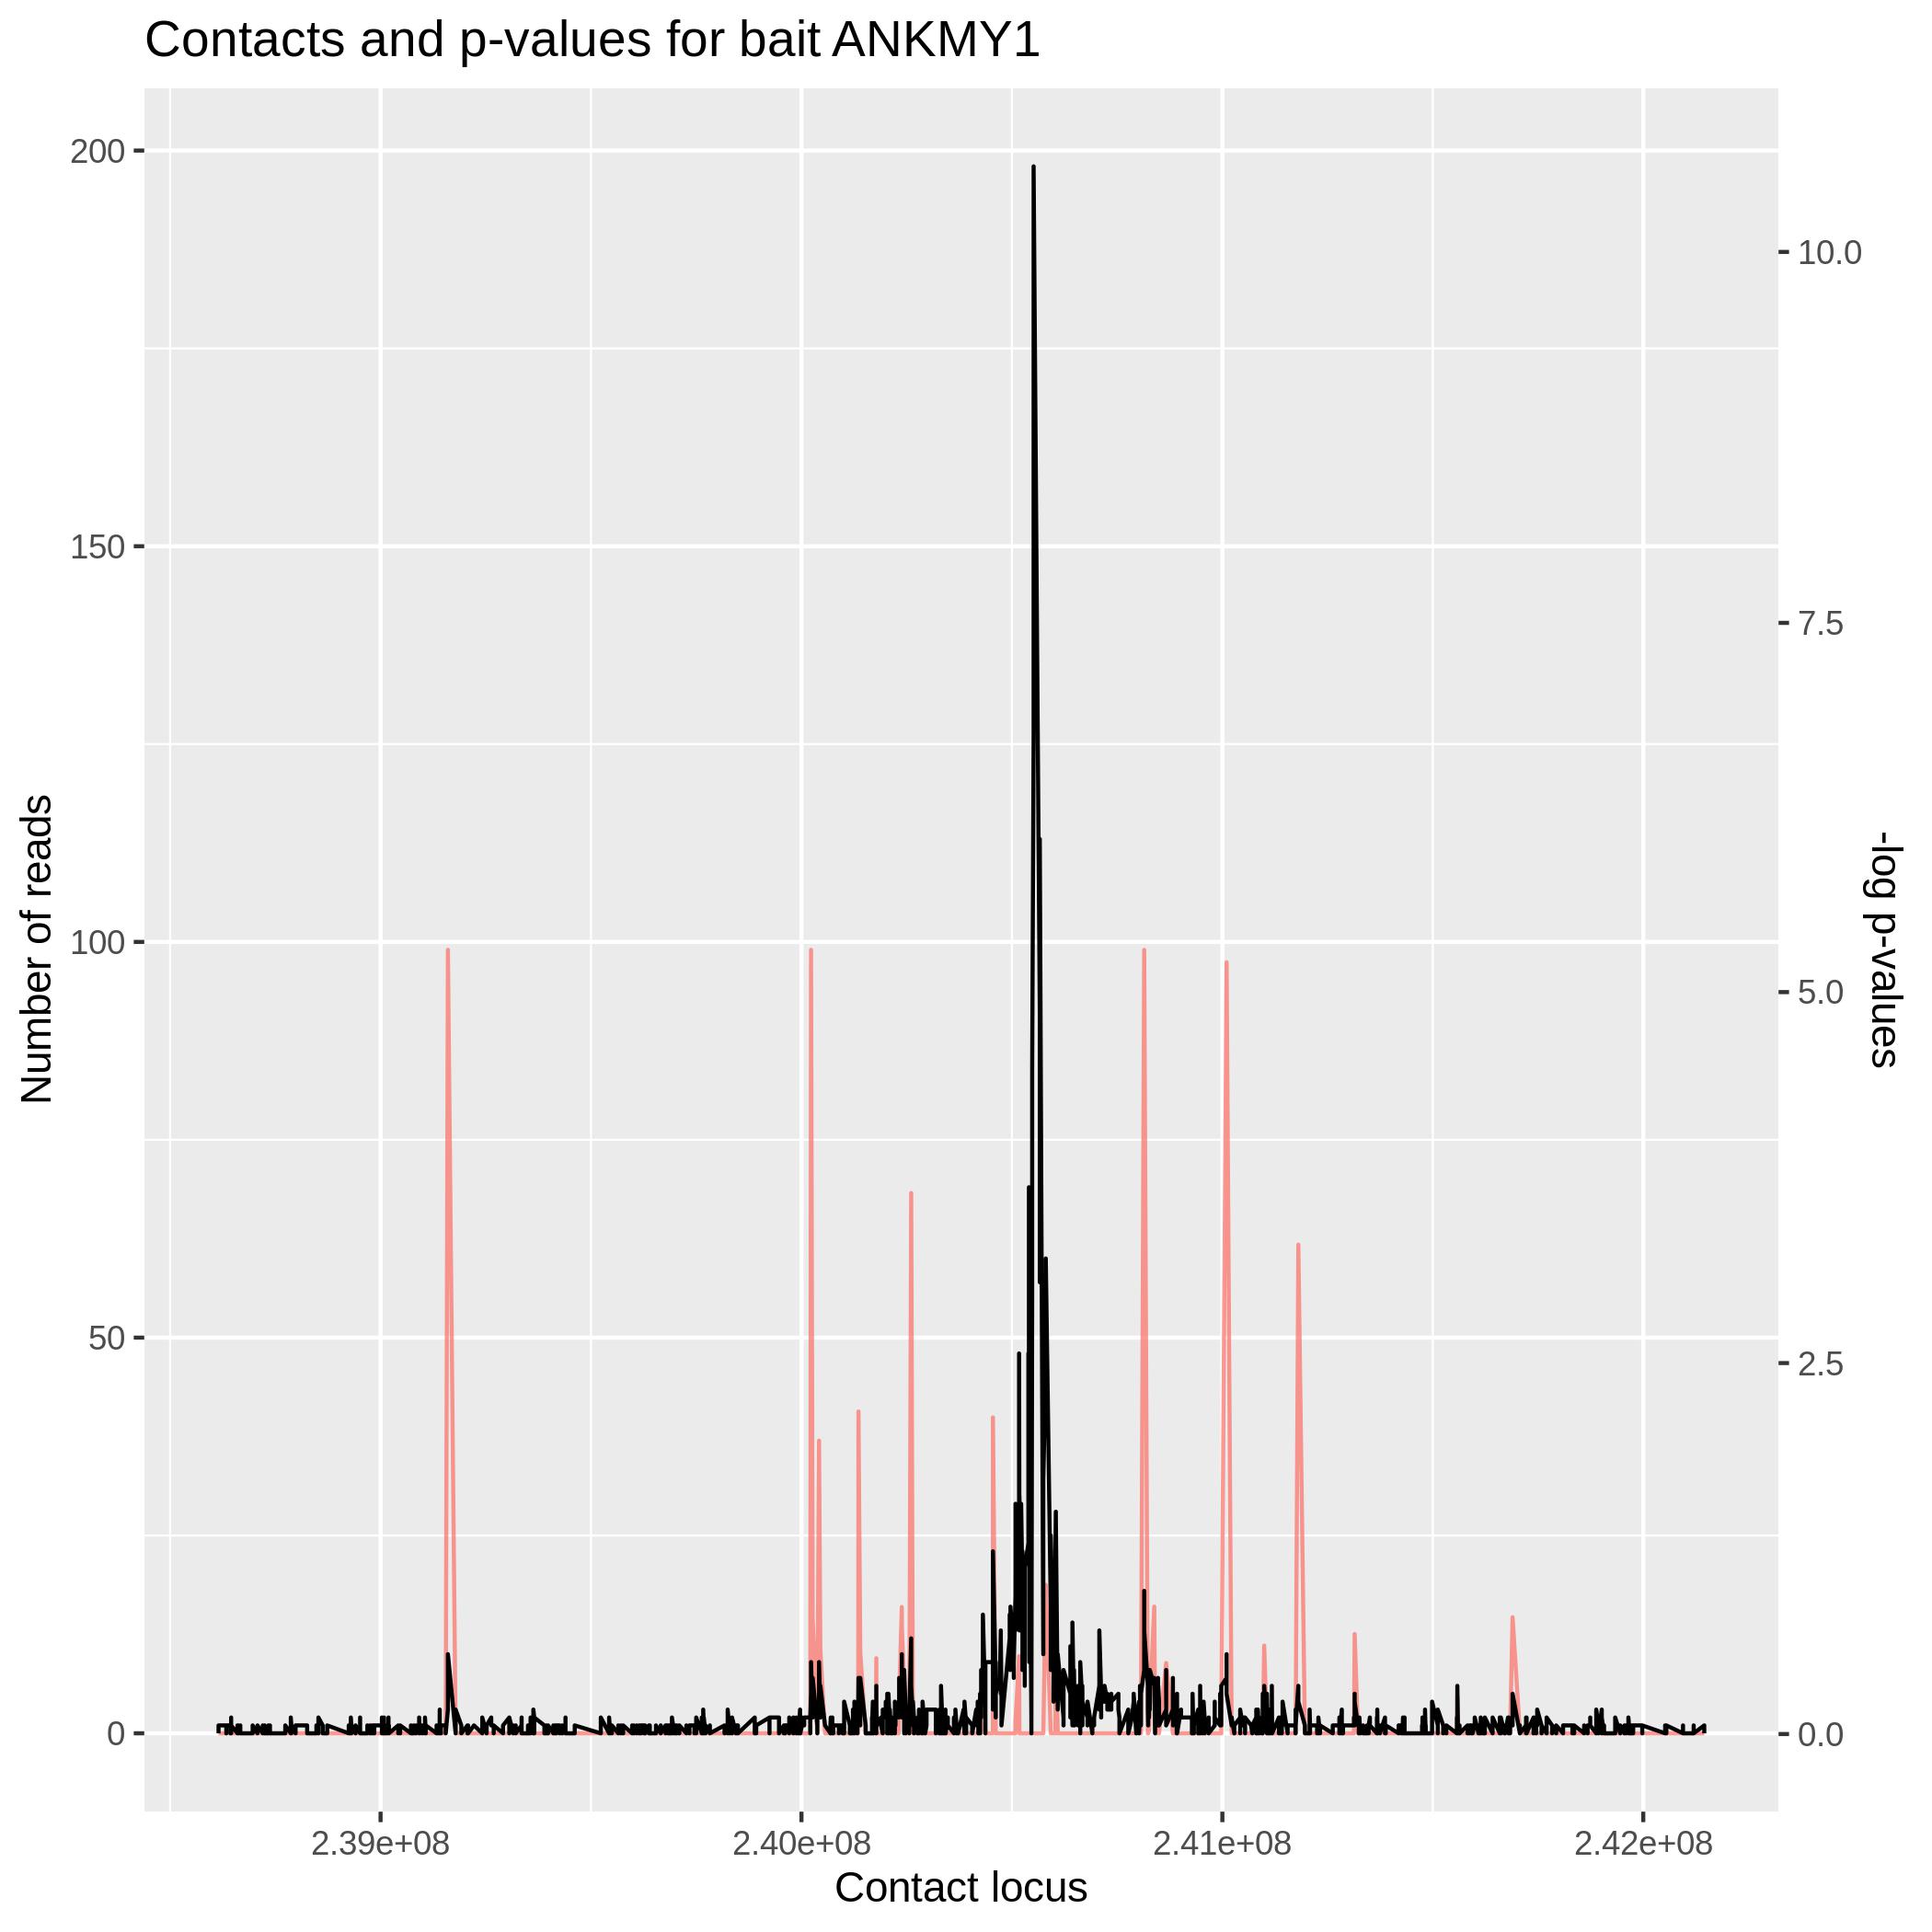 Contacts and p-values for bait ANKMY1
200
150
100
50
0
Number of reads
10.0
7.5
5.0
2.5
0.0
-log p-values
2.39e+08
2.40e+08
2.41e+08
2.42e+08
Contact locus